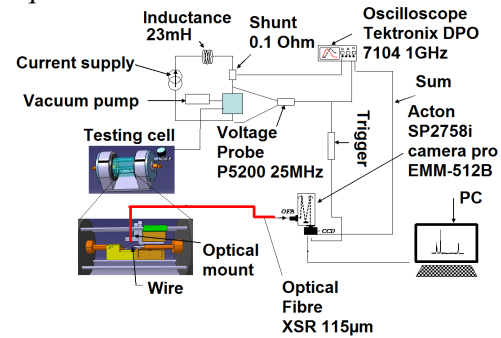 Inductance
23mH
Shunt
0.1 Ohm
Oscilloscope
Tektronix DPO
7104 1GHz
Current supply
Vacuum pump
Sum
Testing cell
Voltage
Probe
P5200 25MHz
Trigger
Acton
SP2758i
camera pro
EMM-512B
PC
CCD
Optical
mount
Wire
Optical
Fibre
XSR 115µm